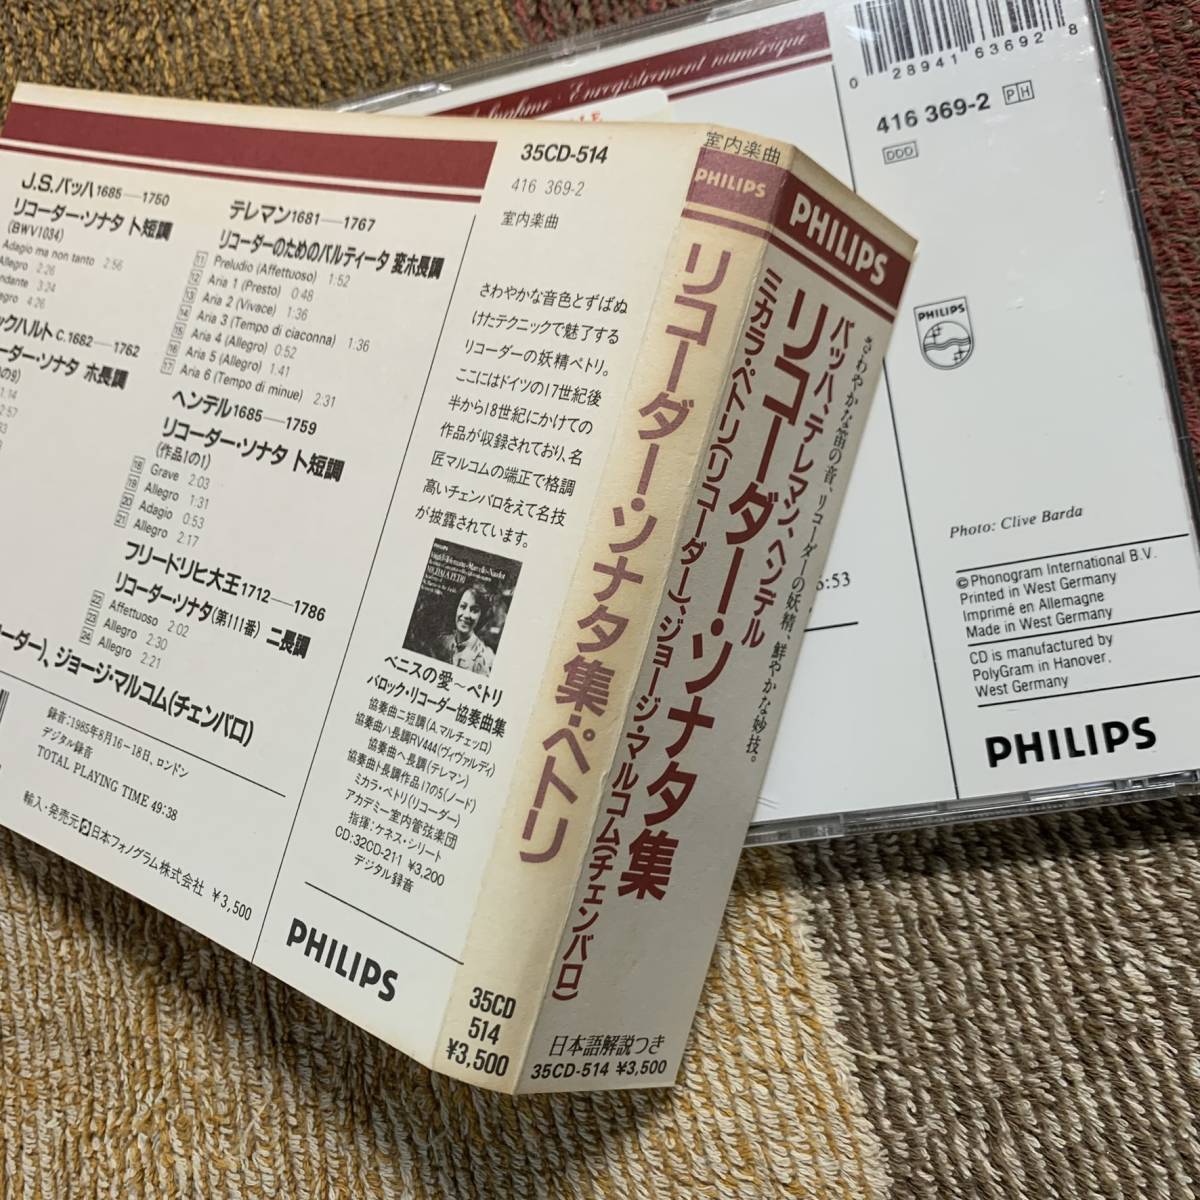 J.S.バッハ1685―1750
リコーダー・ソナタ ト短調
(BWV1034)
Adagio ma non tanto 2:56
Allegro 2:26
ndante 3:24
egro 4:26
ックハルト c.1662―1762
ーダー・ソナタ ホ長調
の9)
1:14
2:57
テレマン1681―1767
リコーダーのためのパルティータ 変ホ長調
11 Preludio (Affettuoso) 1:52
12 Aria 1 (Presto) 0:48
13 Aria 2 (Vivace) 1:36
14 Aria 3 (Tempo di ciaconna) 1:36
15 Aria 4 (Allegro) 0:52
16 Aria 5 (Allegro) 1:41
17 Aria 6 (Tempo di minue) 2:31
ヘンデル1685―1759
リコーダー・ソナタ ト短調
(作品1の1)
18 Grave 2:03
19 Allegro 1:31
20 Adagio 0:53
21 Allegro 2:17
フリードリヒ大王1712―1786
リコーダー・ソナタ(第111番) ニ長調
22 Affettuoso 2:02
23 Allegro 2:30
24 Allegro 2:21
ーダー)、ジョージ・マルコム(チェンバロ)
録音:1985年8月16―18日、ロンドン
デジタル録音
TOTAL PLAYING TIME 49:38
輸入・発売元 日本フォノグラム株式会社 ¥3,500
35CD-514
416 369-2
室内楽曲
さわやかな音色とずばぬ
けたテクニックで魅了する
リコーダーの妖精ペトリ。
ここにはドイツの17世紀後
半から18世紀にかけての
作品が収録されており、名
匠マルコムの端正で格調
高いチェンバロをえて名技
が披露されています。
ベニスの愛〜ペトリ
バロック・リコーダー協奏曲集
協奏曲ニ短調(A.マルチェッロ)
協奏曲ハ長調RV444(ヴィヴァルディ)
協奏曲ヘ長調(テレマン)
協奏曲ト長調作品17の5(ノード)
ミカラ・ペトリ(リコーダー)
アカデミー室内管弦楽団
指揮:ケネス・シリート
CD:32CD-211 ¥3,200
デジタル録音
PHILIPS
室内楽曲
PHILIPS
リコーダー・ソナタ集・ペトリ
35CD
514
¥3,500
PHILIPS
さわやかな笛の音、リコーダーの妖精、鮮やかな妙技。
バッハ、テレマン、ヘンデル
リコーダー・ソナタ集
ミカラ・ペトリ(リコーダー)、ジョージ・マルコム(チェンバロ)
日本語解説つき
35CD-514 ¥3,500
Enregistrement numérique
0 28941 63692 8
416 369-2 PH
DDD
PHILIPS
Photo: Clive Barda
6:53
©Phonogram International B.V.
Printed in West Germany
Imprimé en Allemagne
Made in West Germany
CD is manufactured by
PolyGram in Hanover,
West Germany
PHILIPS